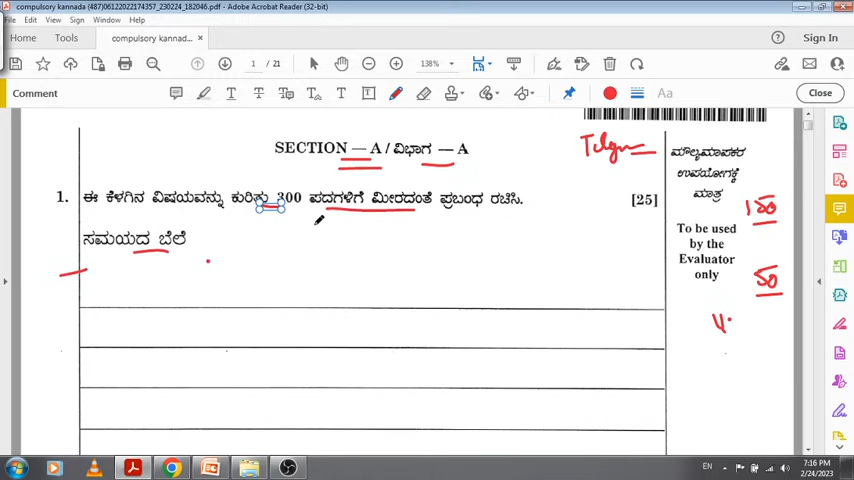 compulsory kannada (487)06122022174357_230224_182046.pdf - Adobe Acrobat Reader (32-bit)
File Edit View Sign Window Help
Home Tools compulsory kannad... × Sign In
1 / 21 138%
Comment Close
SECTION — A / ವಿಭಾಗ — A
1. ಈ ಕೆಳಗಿನ ವಿಷಯವನ್ನು ಕುರಿತು 300 ಪದಗಳಿಗೆ ಮೀರದಂತೆ ಪ್ರಬಂಧ ರಚಿಸಿ. [25]
ಸಮಯದ ಬೆಲೆ
ಮೌಲ್ಯಮಾಪಕರ
ಉಪಯೋಗಕ್ಕೆ
ಮಾತ್ರ
To be used
by the
Evaluator
only
150
50
EN 7:16 PM
2/24/2023